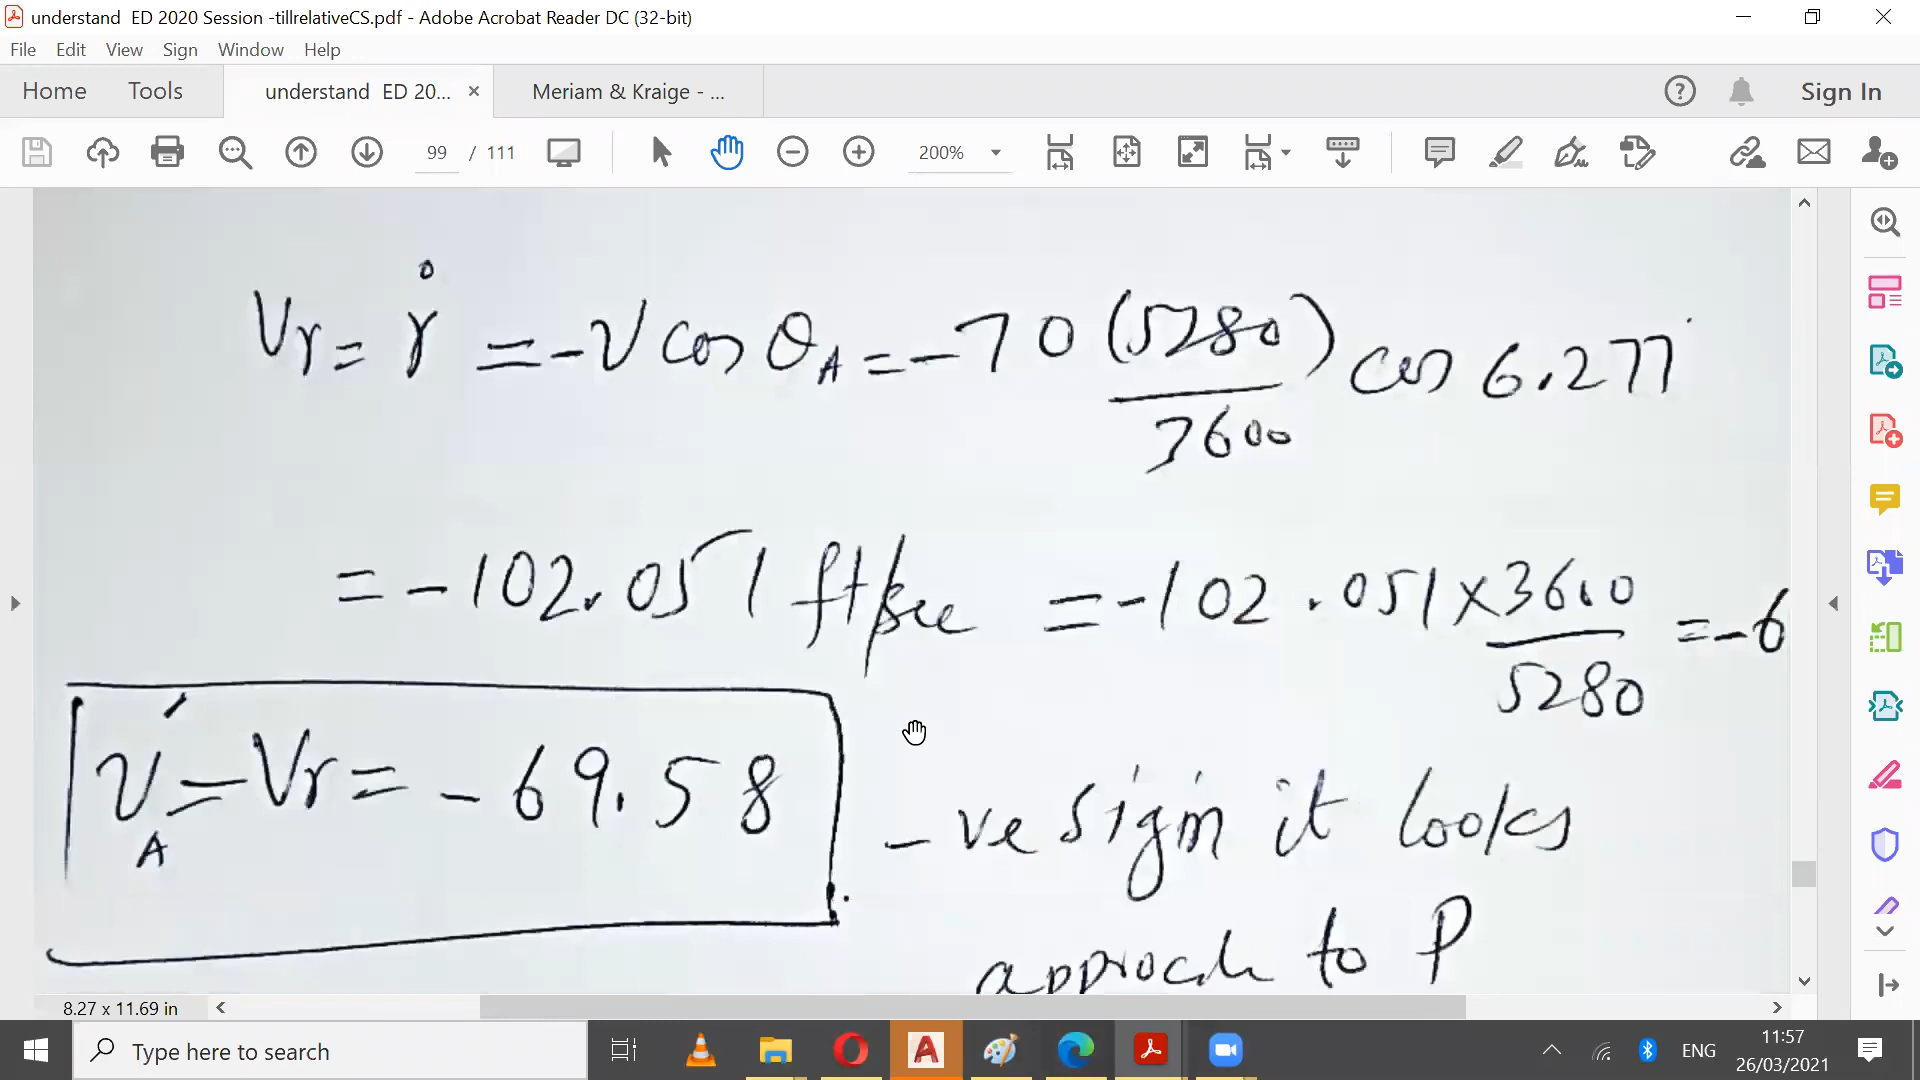 understand ED 2020 Session -tillrelativeCS.pdf - Adobe Acrobat Reader DC (32-bit)
File Edit View Sign Window Help
Home Tools understand ED 20... × Meriam & Kraige - ... Sign In
99 / 111 200%
Vr = ṙ = -v cos θA = -70 (5280) cos 6.277
3600
= -102.051 ft/sec = -102.051 × 3600 = -6
5280
vA = Vr = -69.58
-ve sign it looks
approch to P
8.27 x 11.69 in
Type here to search
ENG 11:57
26/03/2021